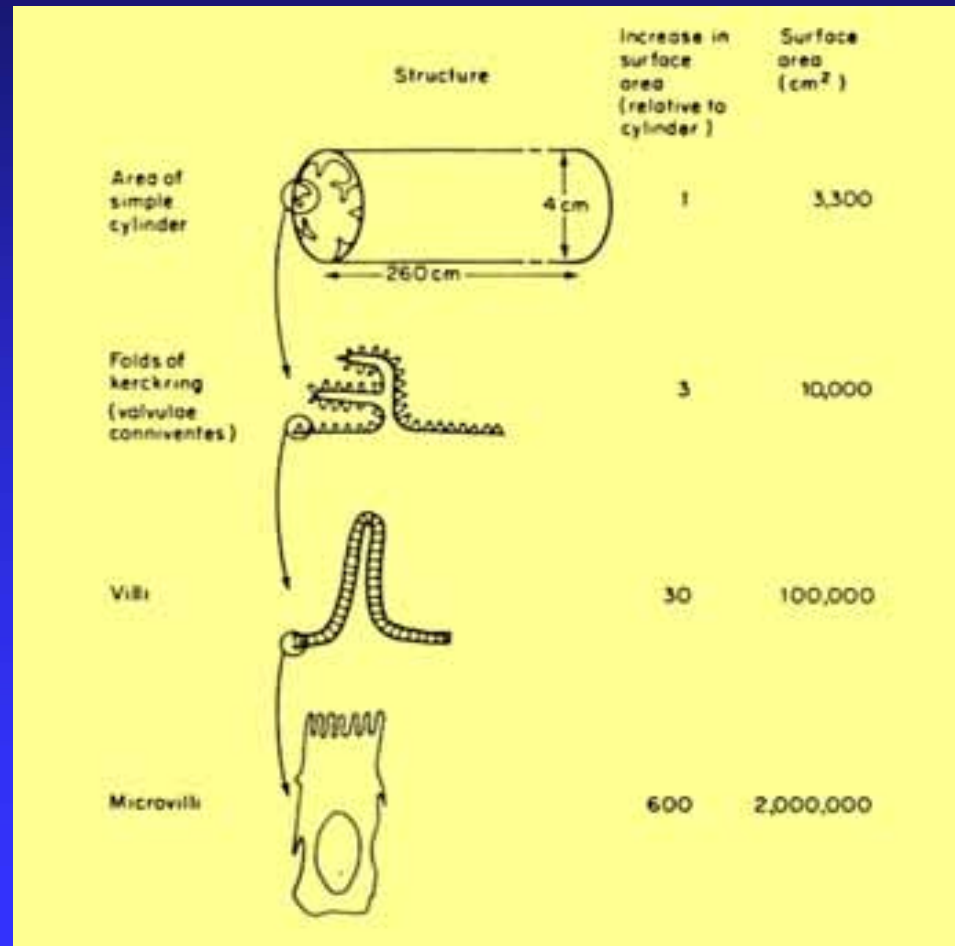 Structure
Increase in
surface
area
(relative to
cylinder)
Surface
area
(cm²)
Area of
simple
cylinder
4 cm
260 cm
1
3,300
Folds of
kerckring
(valvulae
conniventes)
3
10,000
Villi
30
100,000
Microvilli
600
2,000,000